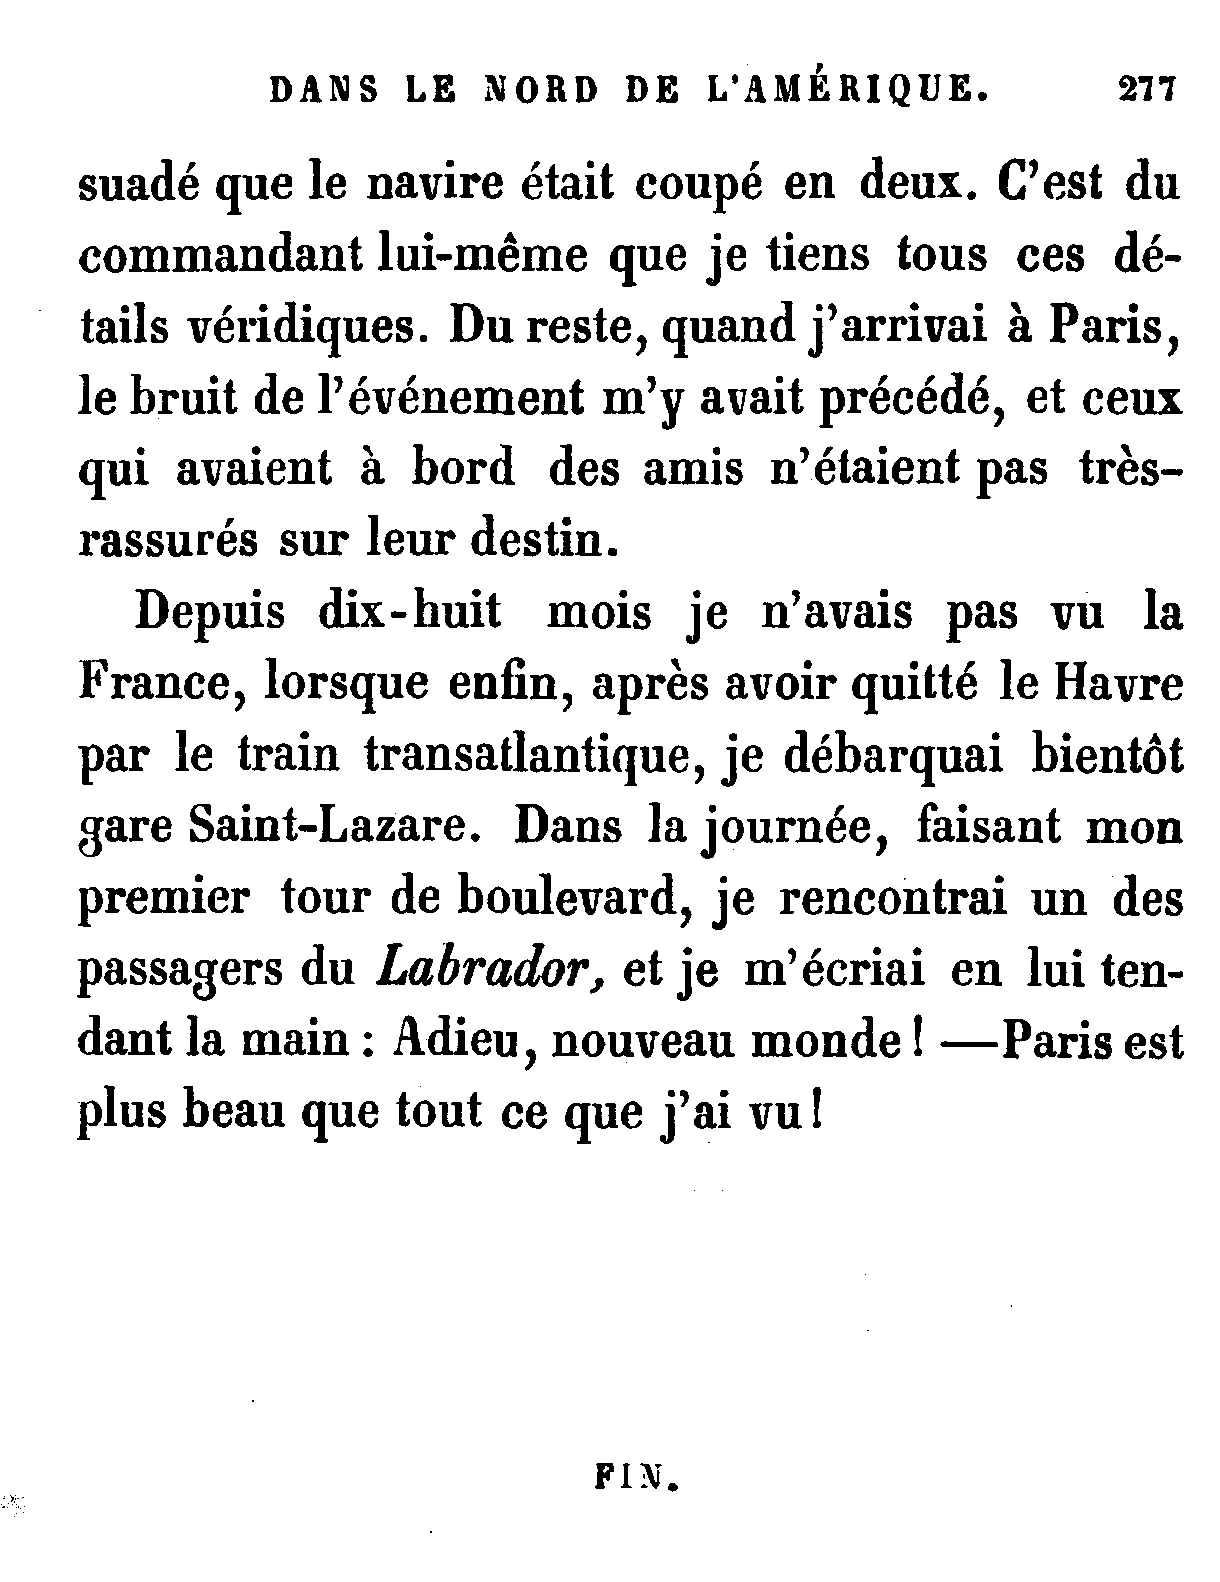 DANS LE NORD DE L'AMÉRIQUE. 277
suadé que le navire était coupé en deux. C'est du
commandant lui-même que je tiens tous ces dé-
tails véridiques. Du reste, quand j'arrivai à Paris,
le bruit de l'événement m'y avait précédé, et ceux
qui avaient à bord des amis n'étaient pas très-
rassurés sur leur destin.
Depuis dix-huit mois je n'avais pas vu la
France, lorsque enfin, après avoir quitté le Havre
par le train transatlantique, je débarquai bientôt
gare Saint-Lazare. Dans la journée, faisant mon
premier tour de boulevard, je rencontrai un des
passagers du Labrador, et je m'écriai en lui ten-
dant la main : Adieu, nouveau monde ! —Paris est
plus beau que tout ce que j'ai vu !
FIN.